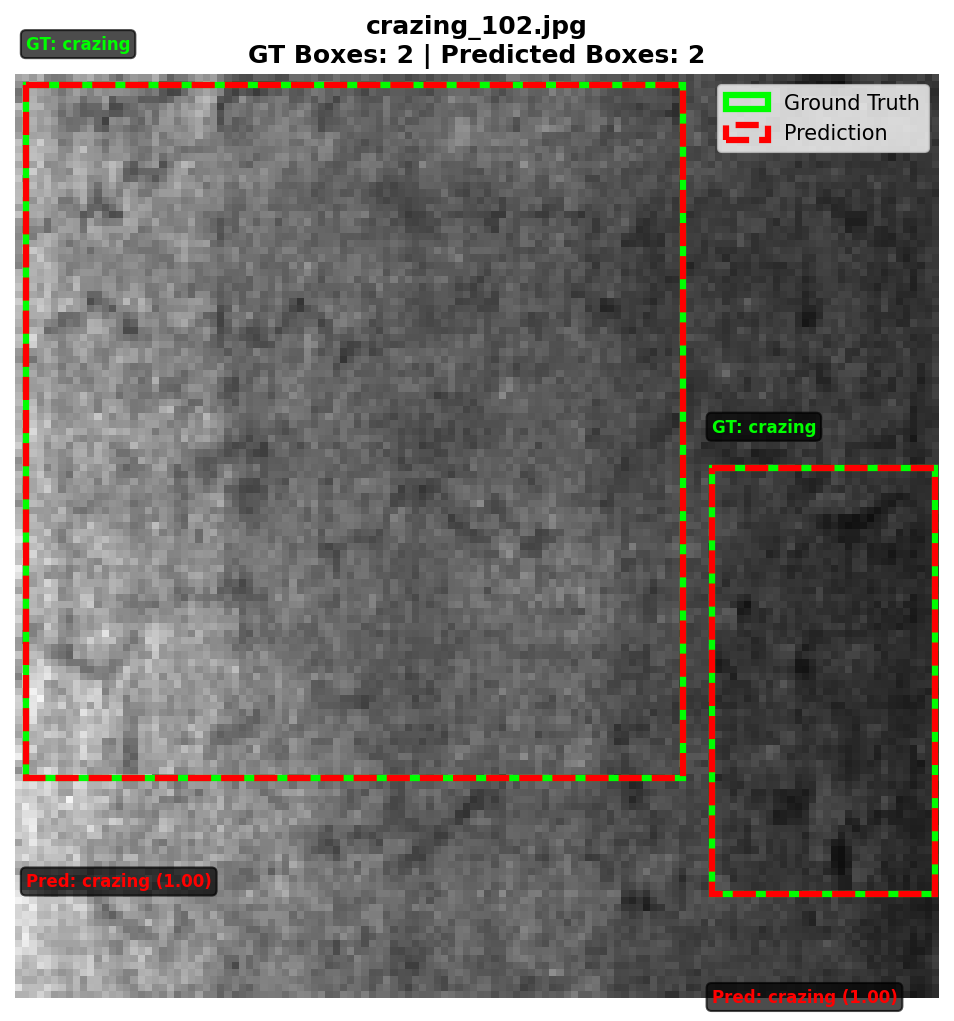 crazing_102.jpg
GT Boxes: 2 | Predicted Boxes: 2
GT: crazing
Ground Truth
Prediction
GT: crazing
Pred: crazing (1.00)
Pred: crazing (1.00)